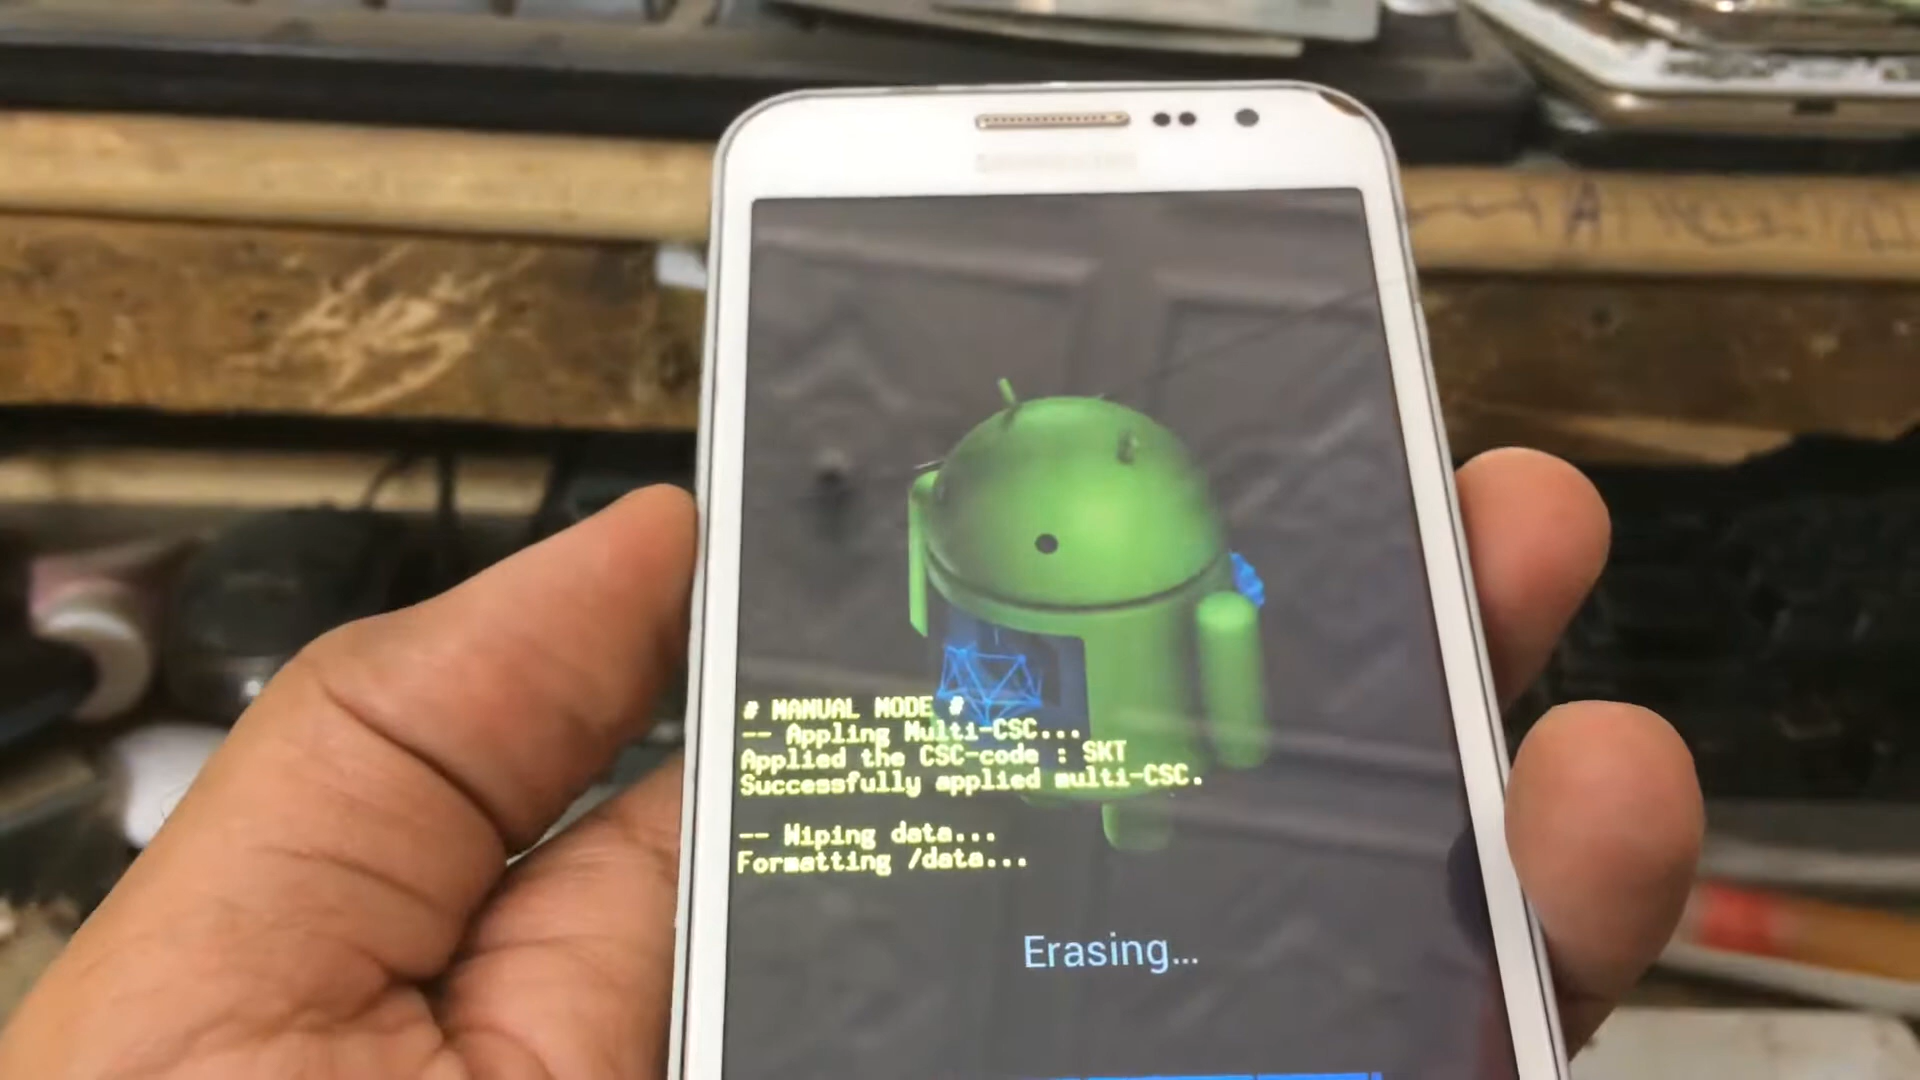 # MANUAL MODE #
-- Appling Multi-CSC...
Applied the CSC-code : SKT
Successfully applied multi-CSC.
-- Wiping data...
Formatting /data...
Erasing...